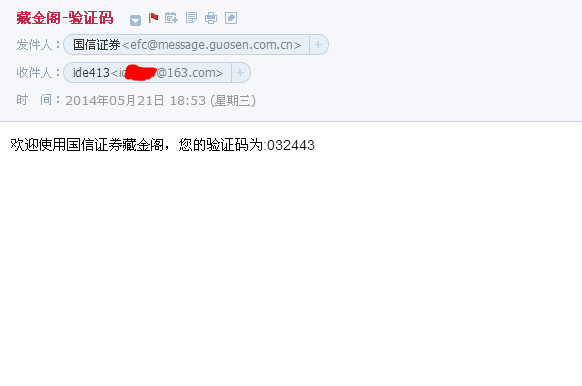 藏金阁-验证码
发件人：国信证券<efc@message.guosen.com.cn> +
收件人：ide413<i @163.com> +
时 间：2014年05月21日 18:53 (星期三)
欢迎使用国信证券藏金阁，您的验证码为:032443